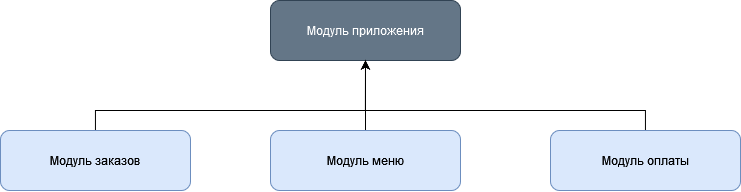 Модуль приложения
Модуль заказов
Модуль меню
Модуль оплаты